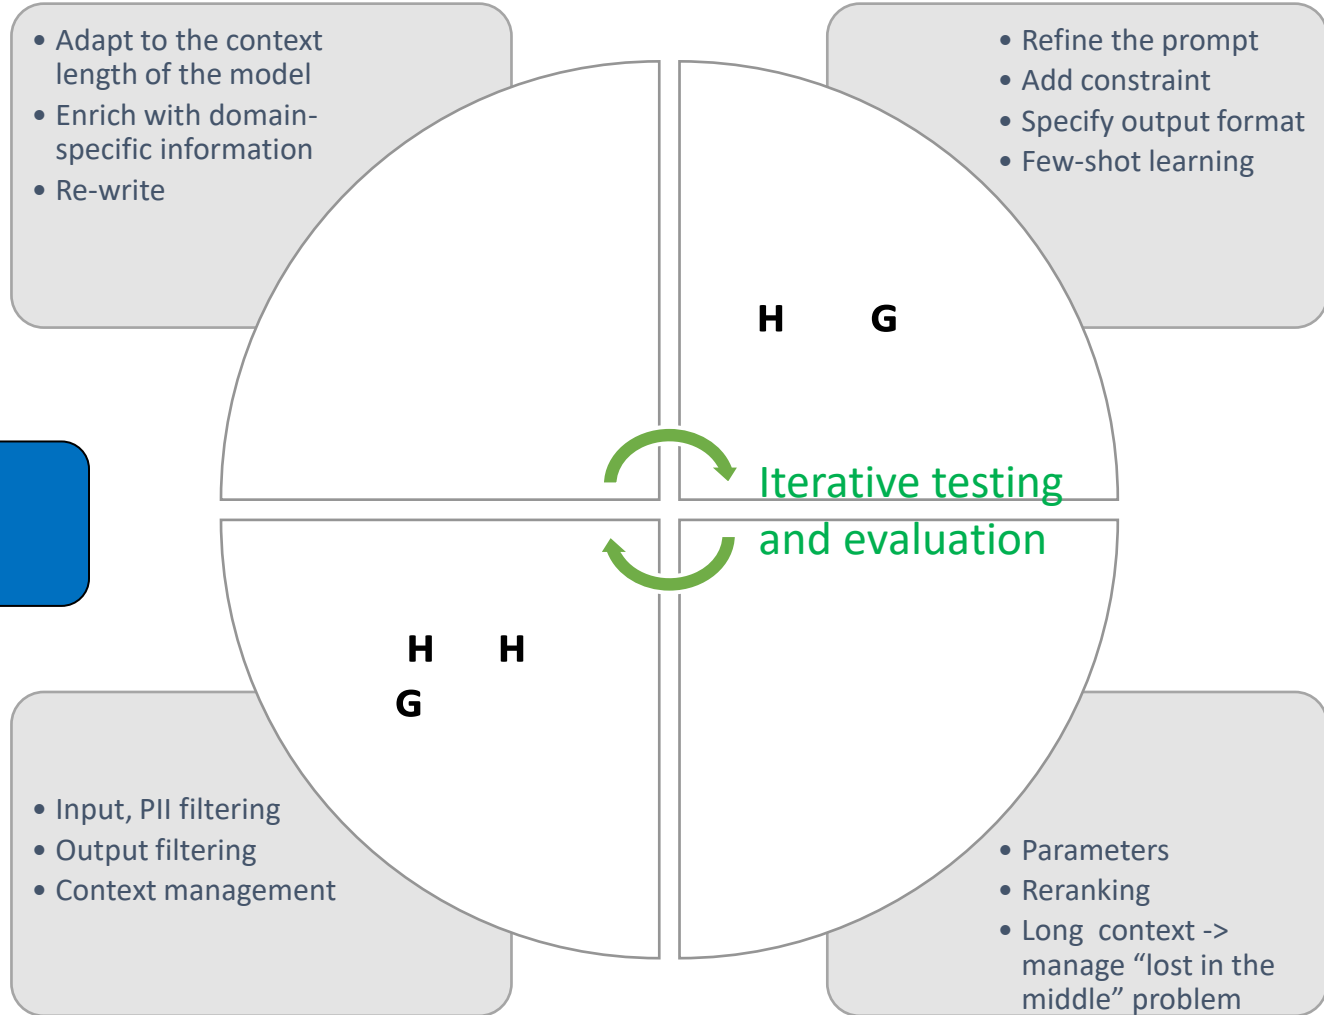 • Adapt to the context
length of the model
• Enrich with domain-
specific information
• Re-write
• Refine the prompt
• Add constraint
• Specify output format
• Few-shot learning
H G
Iterative testing
and evaluation
H H
G
• Input, PII filtering
• Output filtering
• Context management
• Parameters
• Reranking
• Long context ->
manage “lost in the
middle” problem